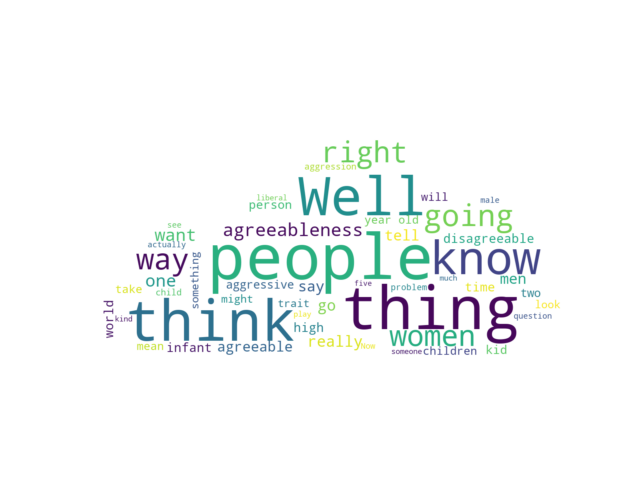 right
aggression
Well
liberal
person
will
male
year old
going
want
see
actually
agreeableness
tell
disagreeable
people
know
way
one
something
aggressive
say
five
much
problem
men
take
child
might
trait
go
thing
time
two
look
world
kind
think
high
play
women
question
mean
infant
agreeable
really
Now
someone
children
kid